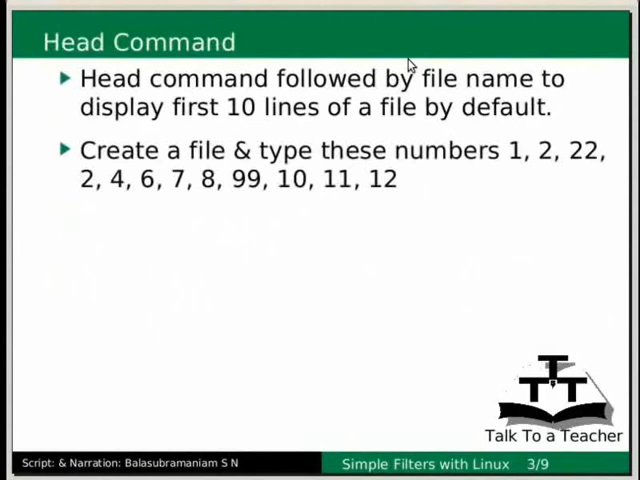 Head Command
Head command followed by file name to
display first 10 lines of a file by default.
Create a file & type these numbers 1, 2, 22,
2, 4, 6, 7, 8, 99, 10, 11, 12
T
T T
Talk To a Teacher
Script: & Narration: Balasubramaniam S N
Simple Filters with Linux 3/9